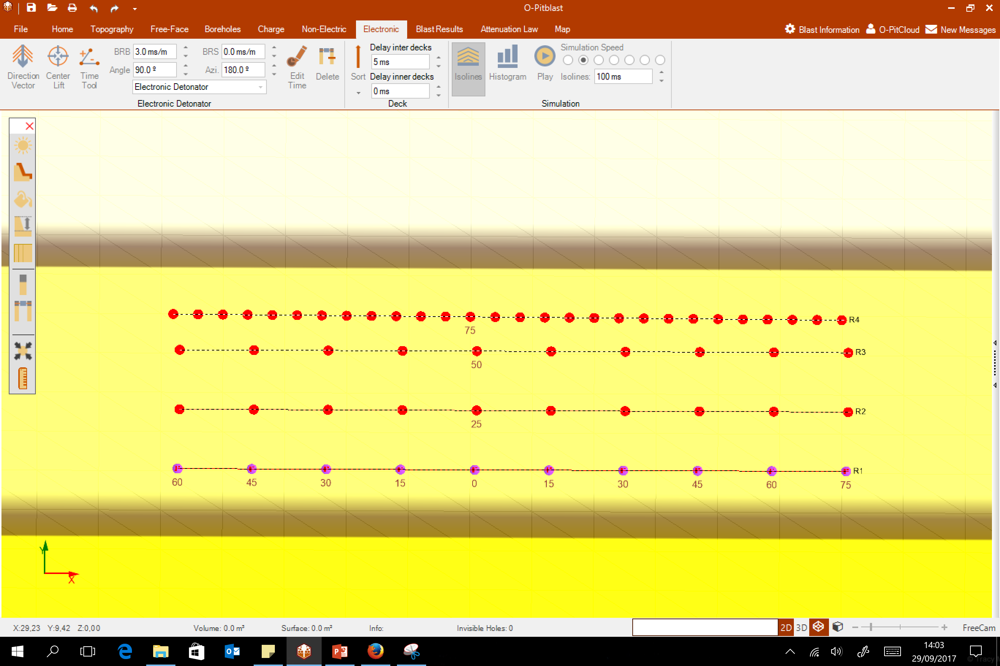 O-Pitblast
File Home Topography Free-Face Boreholes Charge Non-Electric Electronic Blast Results Attenuation Law Map Blast Information O-PitCloud New Messages
BRB 3.0 ms/m BRS 0.0 ms/m Delay inter decks Simulation Speed
5 ms
Angle 90.0 º Azi. 180.0 º
Direction Vector Center Lift Time Tool Edit Time Delete Sort Delay inner decks Isolines Histogram Play Isolines: 100 ms
Electronic Detonator 0 ms
Electronic Detonator Deck Simulation
R4
75
R3
50
R2
25
R1
60 45 30 15 0 15 30 45 60 75
Y
X
X:29,23 Y:9,42 Z:0,00 Volume: 0.0 m³ Surface: 0.0 m² Info: Invisible Holes: 0 2D 3D FreeCam
14:03
29/09/2017
© Tracy